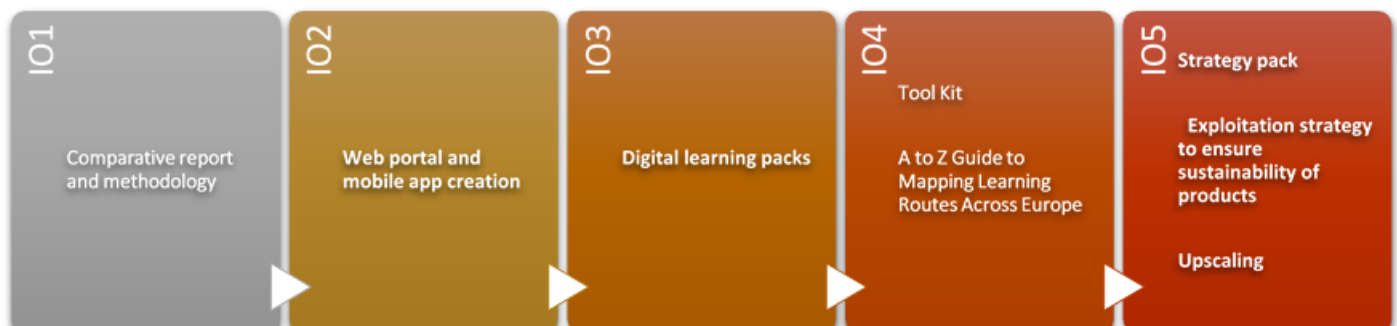 IO1
Comparative report
and methodology
IO2
Web portal and
mobile app creation
IO3
Digital learning packs
IO4
Tool Kit
A to Z Guide to
Mapping Learning
Routes Across Europe
IO5
Strategy pack
Exploitation strategy
to ensure
sustainability of
products
Upscaling